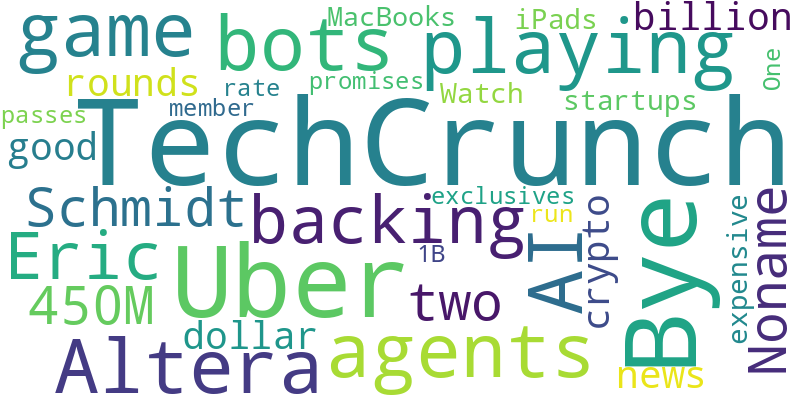 MacBooks
iPads
billion
game
bots
playing
One
rounds
rate
promises
Watch
startups
passes
member
TechCrunch
good
Schmidt
backing
exclusives
run
crypto
expensive
Noname
Bye
AI
Eric
Uber
1B
two
450M
dollar
Altera
agents
news